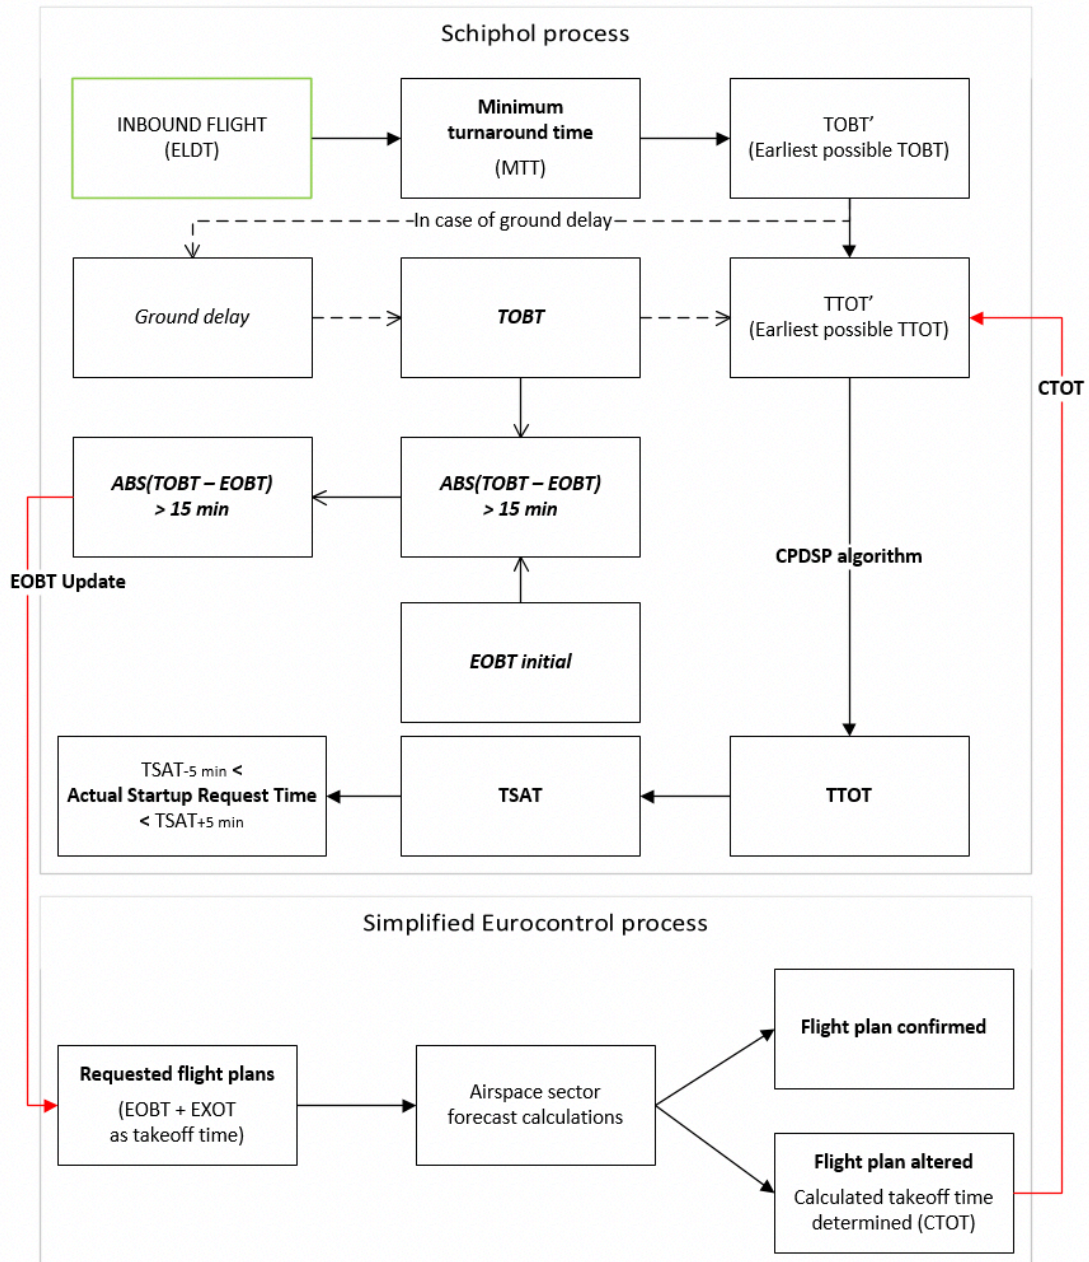 Schiphol process
INBOUND FLIGHT
(ELDT)
Minimum
turnaround time
(MTT)
TOBT’
(Earliest possible TOBT)
In case of ground delay
Ground delay
TOBT
TTOT’
(Earliest possible TTOT)
CTOT
ABS(TOBT – EOBT)
> 15 min
ABS(TOBT – EOBT)
> 15 min
CPDSP algorithm
EOBT Update
EOBT initial
TSAT-5 min <
Actual Startup Request Time
< TSAT+5 min
TSAT
TTOT
Simplified Eurocontrol process
Requested flight plans
(EOBT + EXOT
as takeoff time)
Airspace sector
forecast calculations
Flight plan confirmed
Flight plan altered
Calculated takeoff time
determined (CTOT)